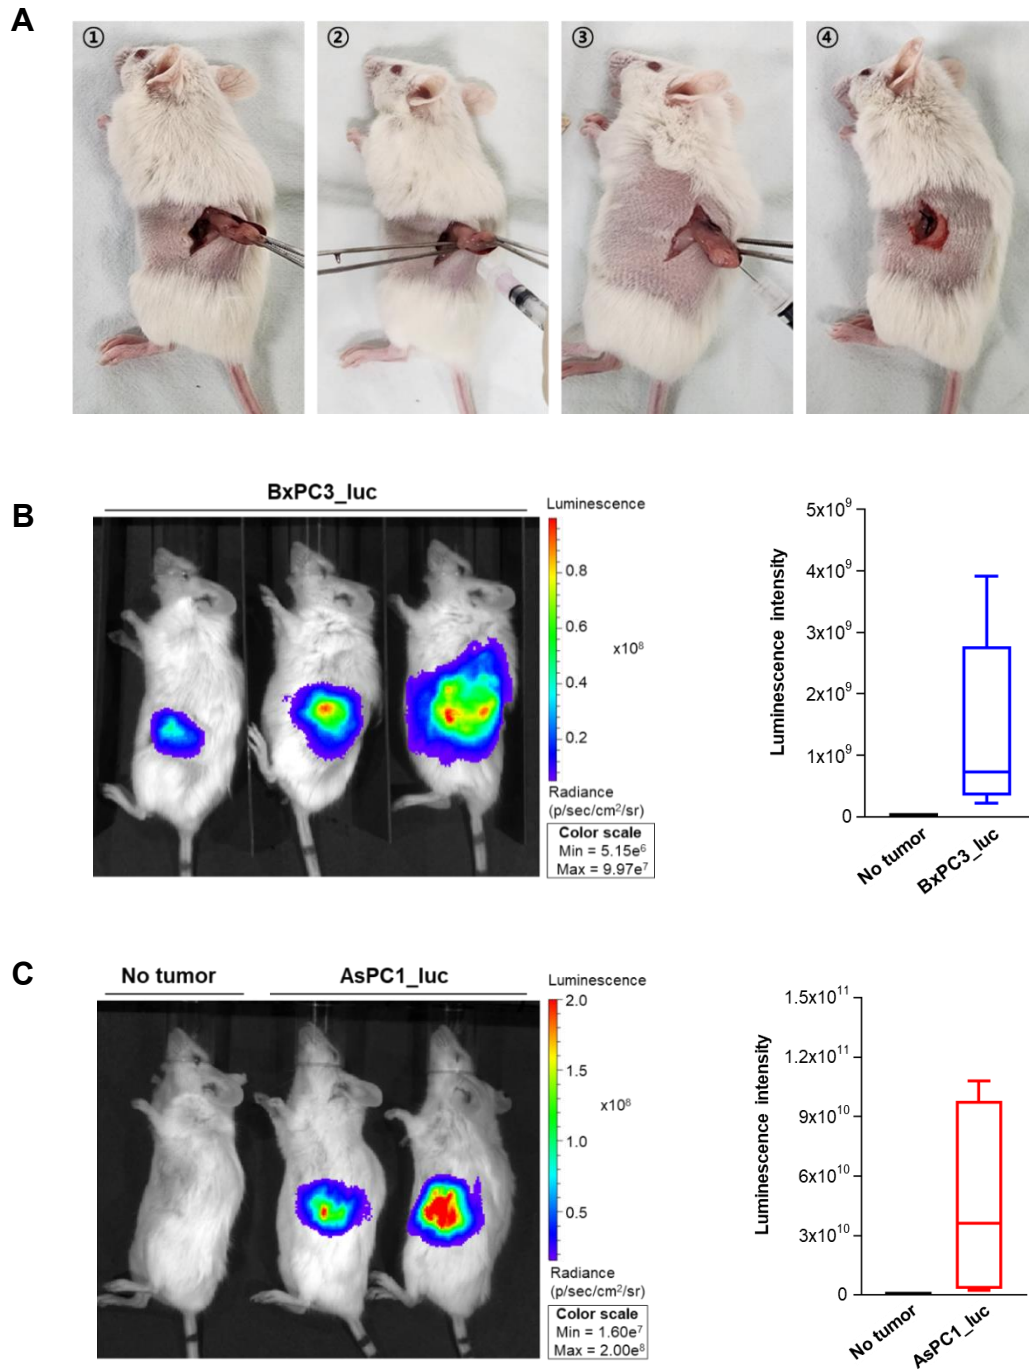 A
① ② ③ ④
B
BxPC3_luc
Luminescence
0.8
0.6
x10⁸
0.4
0.2
Radiance
(p/sec/cm²/sr)
Color scale
Min = 5.15e⁶
Max = 9.97e⁷
Luminescence intensity
5x10⁹
4x10⁹
3x10⁹
2x10⁹
1x10⁹
0
No tumor
BxPC3_luc
C
No tumor
AsPC1_luc
Luminescence
2.0
1.5
x10⁸
1.0
0.5
Radiance
(p/sec/cm²/sr)
Color scale
Min = 1.60e⁷
Max = 2.00e⁸
Luminescence intensity
1.5x10¹¹
1.2x10¹¹
9x10¹⁰
6x10¹⁰
3x10¹⁰
0
No tumor
AsPC1_luc